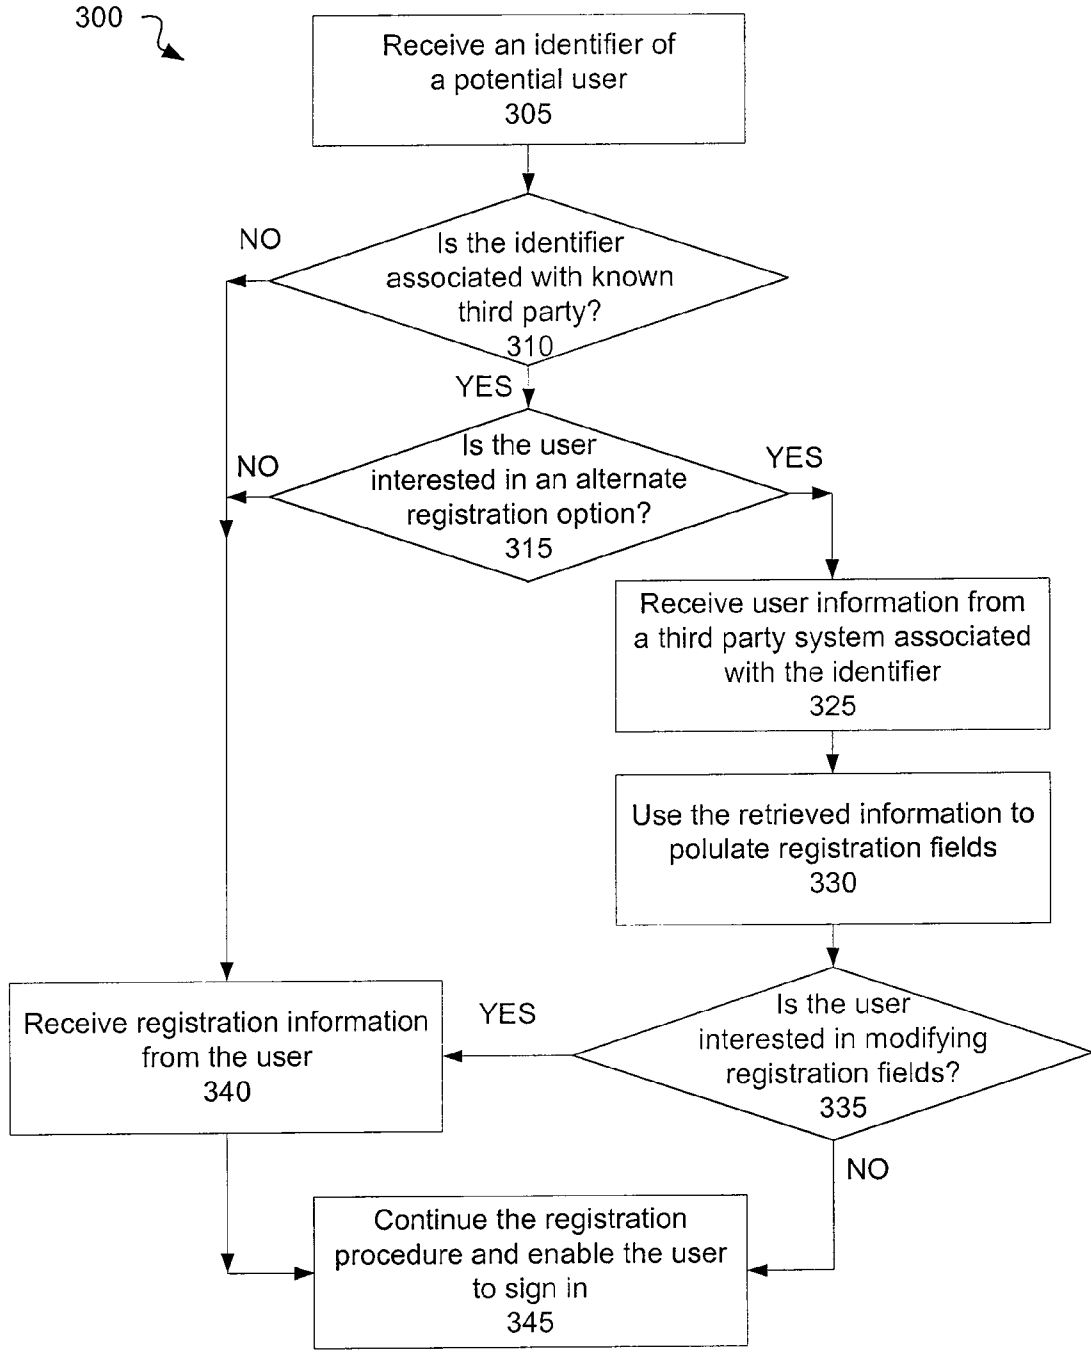 300
Receive an identifier of
a potential user
305
NO
Is the identifier
associated with known
third party?
310
YES
Is the user
interested in an alternate
registration option?
315
NO
YES
Receive user information from
a third party system associated
with the identifier
325
Use the retrieved information to
polulate registration fields
330
Is the user
interested in modifying
registration fields?
335
YES
NO
Receive registration information
from the user
340
Continue the registration
procedure and enable the user
to sign in
345